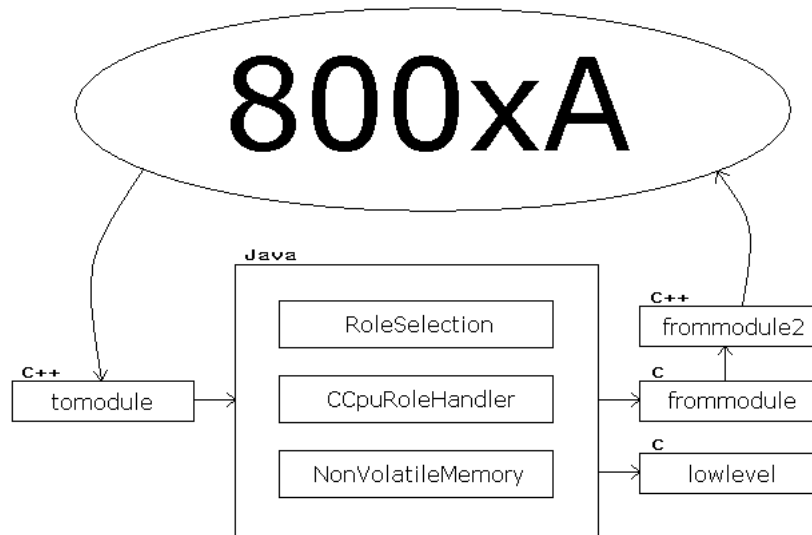 800xA
Java
RoleSelection
C++
frommodule2
C++
tomodule
CCpuRoleHandler
C
frommodule
NonVolatileMemory
C
lowlevel